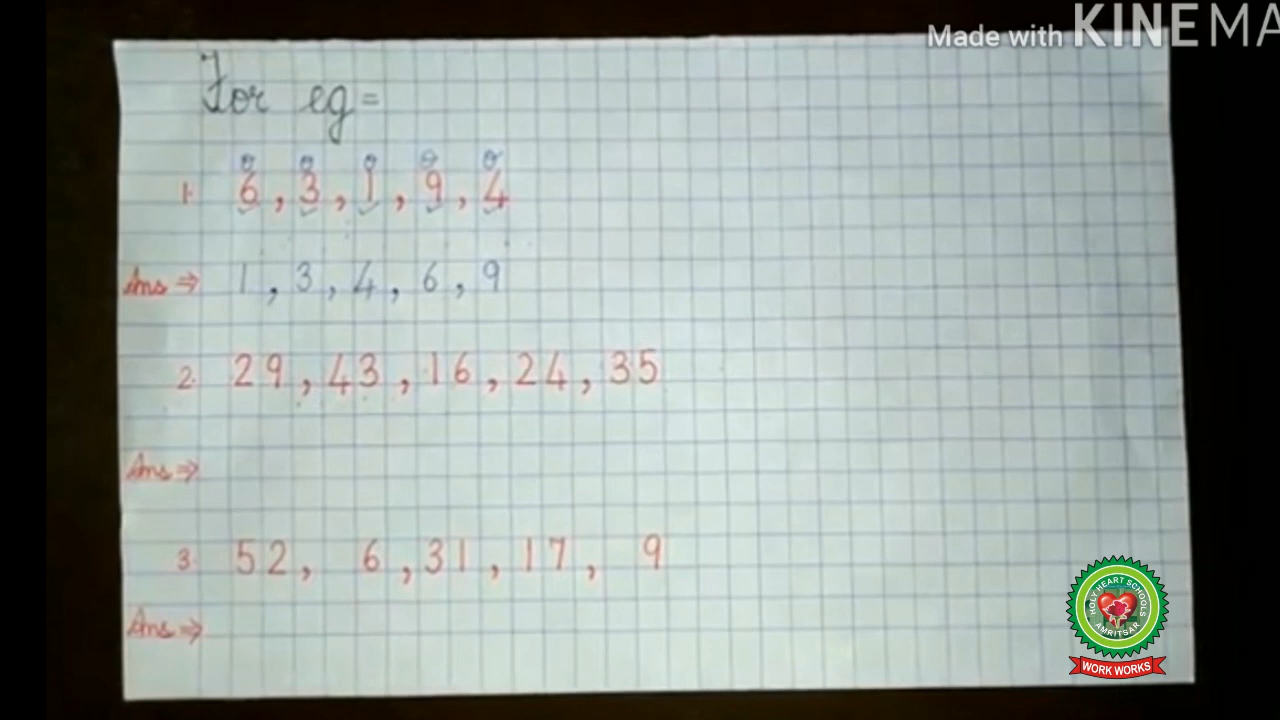 Made with KINEMA
For eg =
1. 6, 3, 1, 9, 4
Ans ⇒ 1, 3, 4, 6, 9
2. 29, 43, 16, 24, 35
Ans ⇒
3. 52, 6, 31, 17, 9
Ans ⇒
HOLY HEART SCHOOLS
AMRITSAR
WORK WORKS